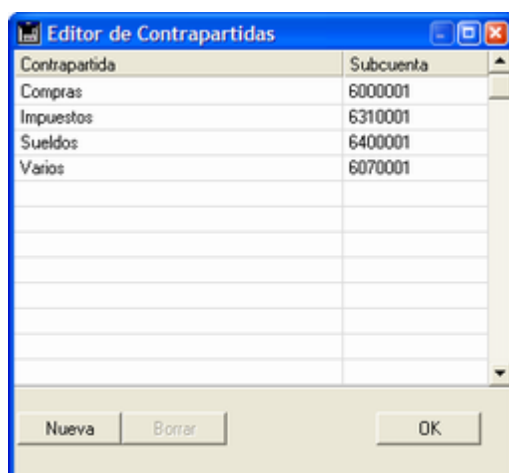 Editor de Contrapartidas
Contrapartida Subcuenta
Compras 6000001
Impuestos 6310001
Sueldos 6400001
Varios 6070001
Nueva Borrar OK